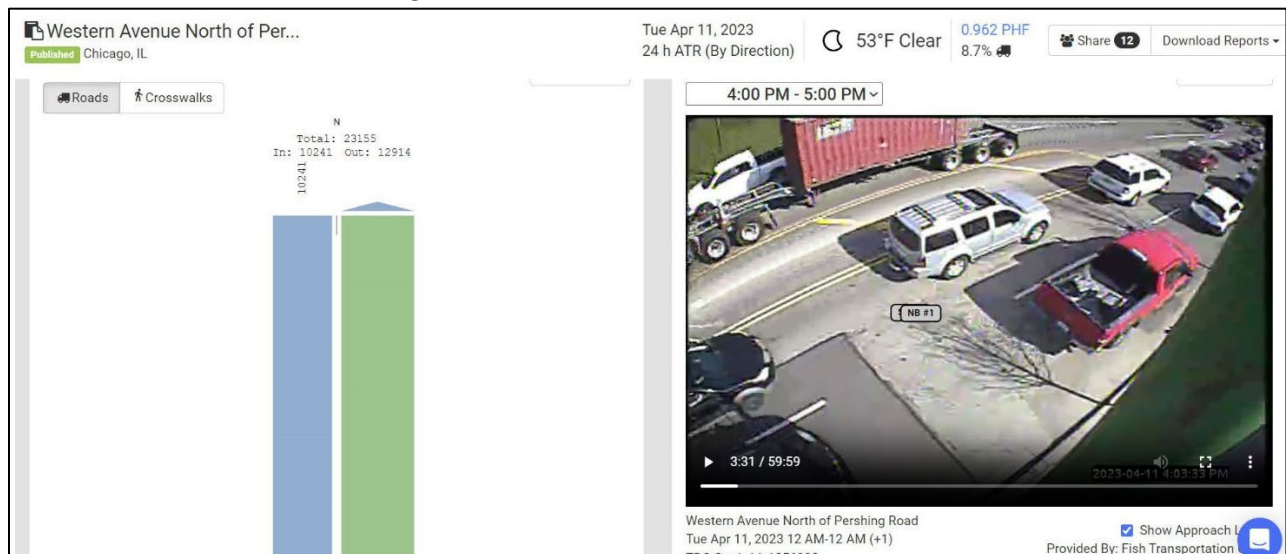 Western Avenue North of Per...
Published Chicago, IL
Tue Apr 11, 2023
24 h ATR (By Direction)
53°F Clear
0.962 PHF
8.7%
Share 12
Download Reports
Roads
Crosswalks
N
Total: 23155
In: 10241 Out: 12914
10241
4:00 PM - 5:00 PM
NB #1
3:31 / 59:59
2023-04-11 4:03:33 PM
Western Avenue North of Pershing Road
Tue Apr 11, 2023 12 AM-12 AM (+1)
Show Approach
Provided By: Fish Transportation